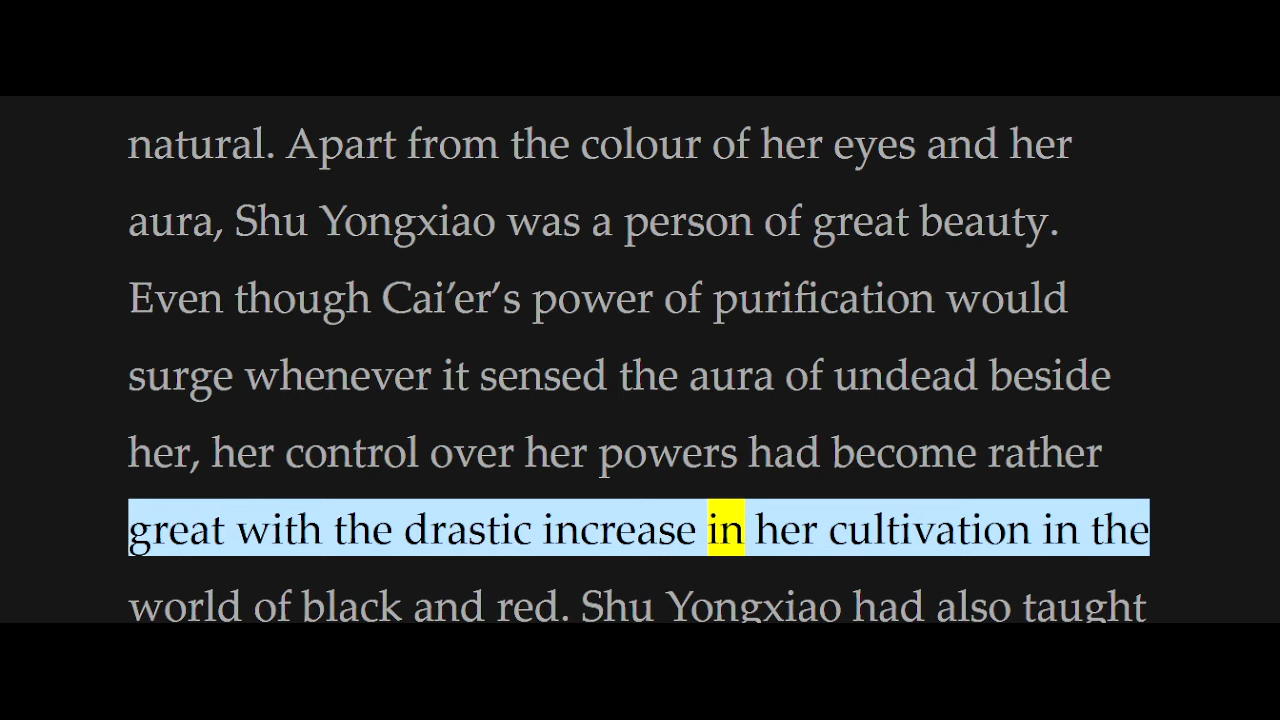 natural. Apart from the colour of her eyes and her
aura, Shu Yongxiao was a person of great beauty.
Even though Cai’er’s power of purification would
surge whenever it sensed the aura of undead beside
her, her control over her powers had become rather
great with the drastic increase in her cultivation in the
world of black and red. Shu Yongxiao had also taught